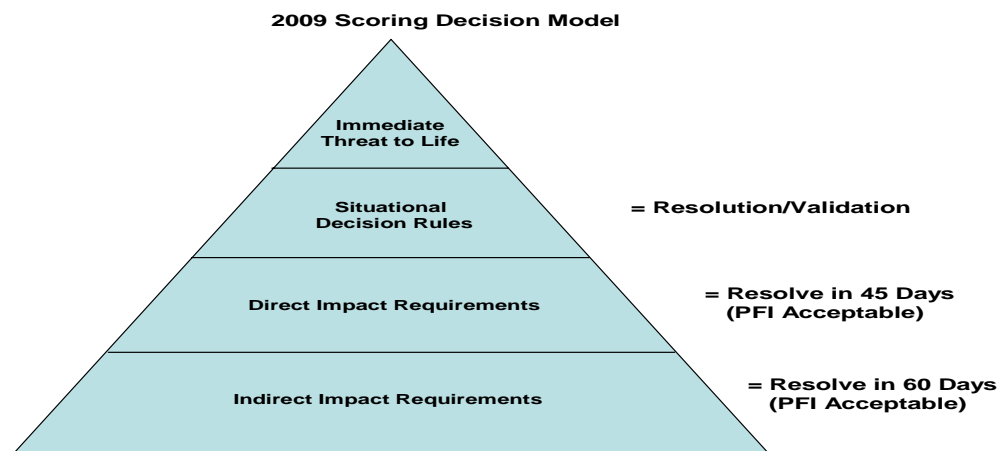 2009 Scoring Decision Model
Immediate
Threat to Life
Situational
Decision Rules
= Resolution/Validation
Direct Impact Requirements
= Resolve in 45 Days
(PFI Acceptable)
Indirect Impact Requirements
= Resolve in 60 Days
(PFI Acceptable)